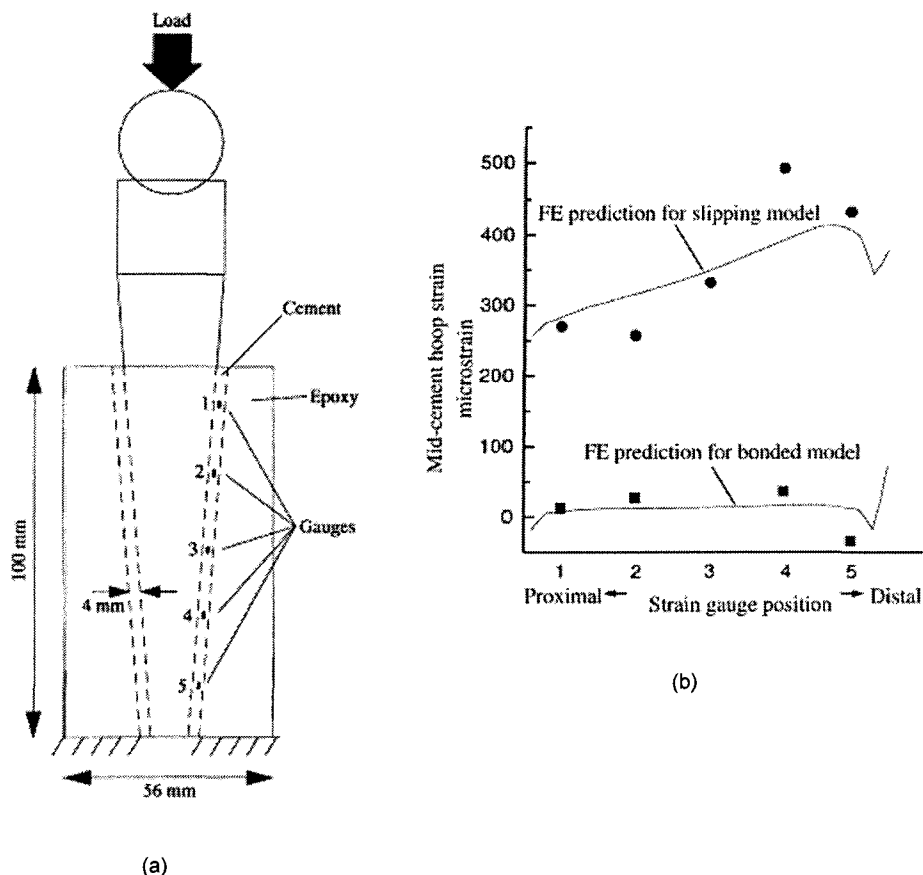 Load
Cement
Epoxy
1
2
3
4
5
Gauges
100 mm
4 mm
56 mm
(a)
500
400
300
200
100
0
Mid-cement hoop strain
microstrain
FE prediction for slipping model
FE prediction for bonded model
1 2 3 4 5
Proximal Strain gauge position Distal
(b)